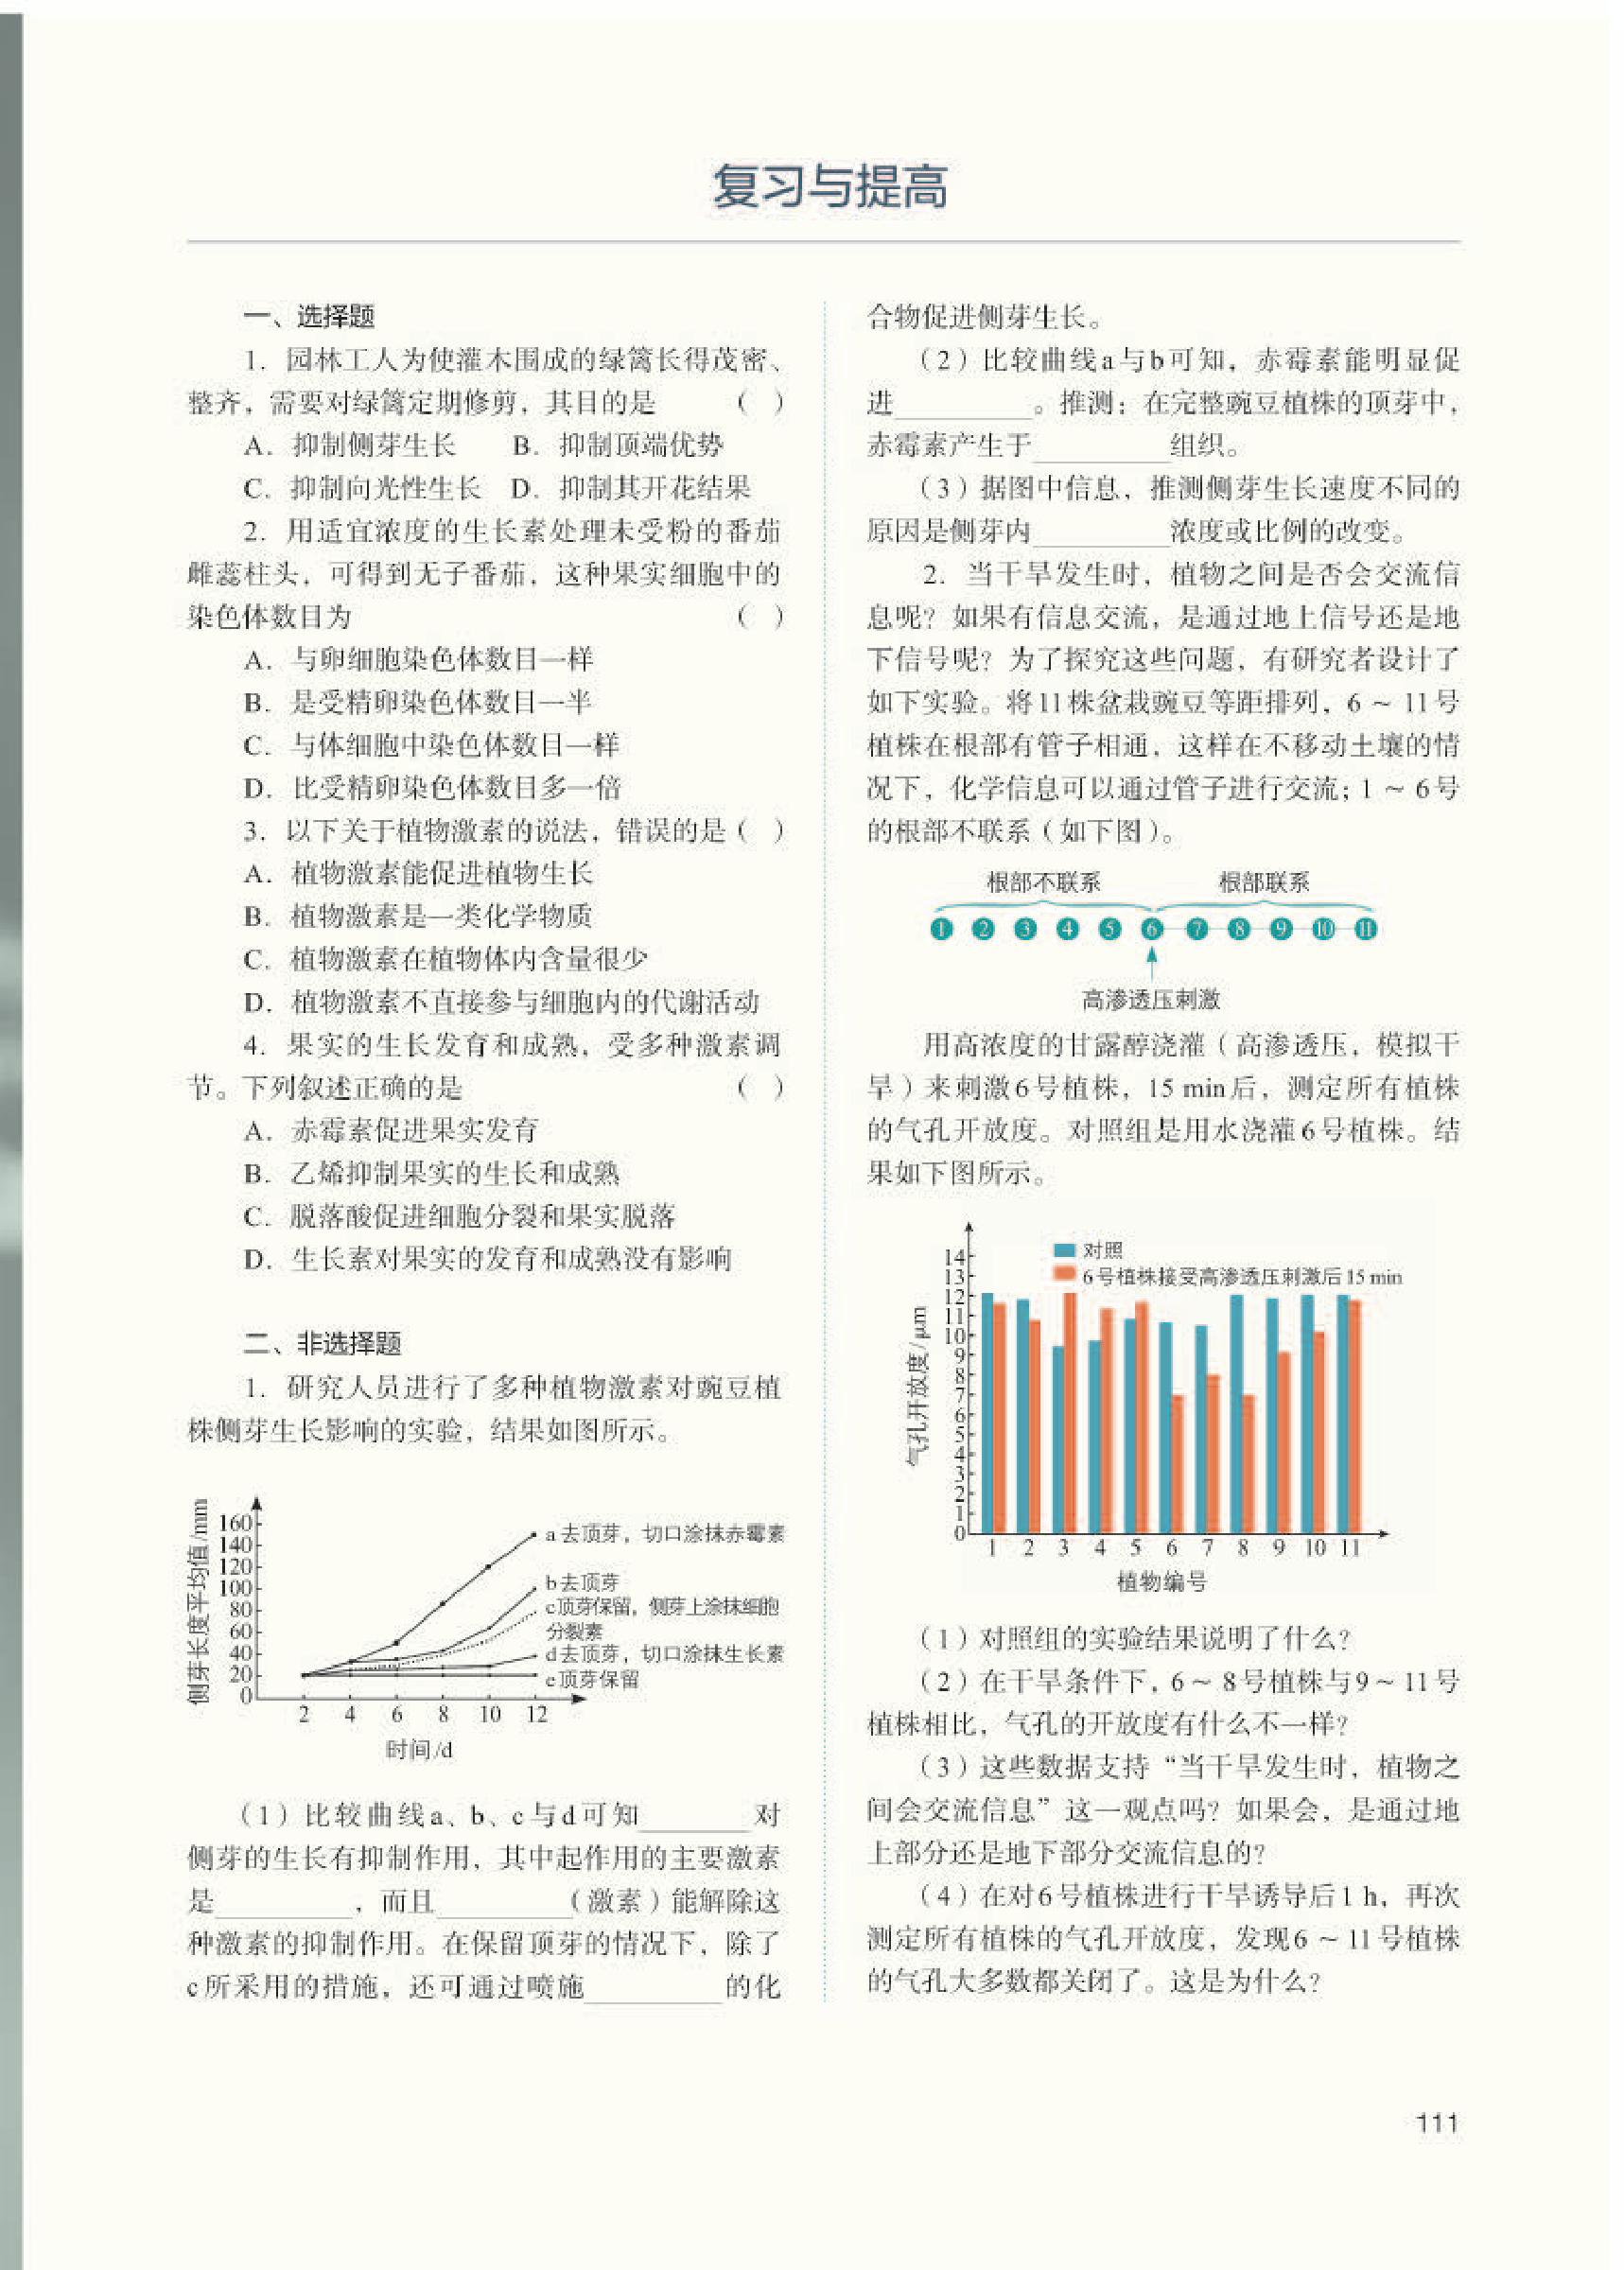 复习与提高
一、选择题
1. 园林工人为使灌木围成的绿篱长得茂密、
整齐，需要对绿篱定期修剪，其目的是 （ ）
A. 抑制侧芽生长 B. 抑制顶端优势
C. 抑制向光性生长 D. 抑制其开花结果
2. 用适宜浓度的生长素处理未受粉的番茄
雌蕊柱头，可得到无子番茄，这种果实细胞中的
染色体数目为 （ ）
A. 与卵细胞染色体数目一样
B. 是受精卵染色体数目一半
C. 与体细胞中染色体数目一样
D. 比受精卵染色体数目多一倍
3. 以下关于植物激素的说法，错误的是（ ）
A. 植物激素能促进植物生长
B. 植物激素是一类化学物质
C. 植物激素在植物体内含量很少
D. 植物激素不直接参与细胞内的代谢活动
4. 果实的生长发育和成熟，受多种激素调
节。下列叙述正确的是 （ ）
A. 赤霉素促进果实发育
B. 乙烯抑制果实的生长和成熟
C. 脱落酸促进细胞分裂和果实脱落
D. 生长素对果实的发育和成熟没有影响
二、非选择题
1. 研究人员进行了多种植物激素对豌豆植
株侧芽生长影响的实验，结果如图所示。
侧芽长度平均值/mm
160
140
120
100
80
60
40
20
0
a去顶芽，切口涂抹赤霉素
b去顶芽
c顶芽保留，侧芽上涂抹细胞
分裂素
d去顶芽，切口涂抹生长素
e顶芽保留
2 4 6 8 10 12
时间/d
（1）比较曲线a、b、c与d可知________对
侧芽的生长有抑制作用，其中起作用的主要激素
是__________，而且__________（激素）能解除这
种激素的抑制作用。在保留顶芽的情况下，除了
c所采用的措施，还可通过喷施__________的化
合物促进侧芽生长。
（2）比较曲线a与b可知，赤霉素能明显促
进__________。推测：在完整豌豆植株的顶芽中，
赤霉素产生于__________组织。
（3）据图中信息，推测侧芽生长速度不同的
原因是侧芽内__________浓度或比例的改变。
2. 当干旱发生时，植物之间是否会交流信
息呢？如果有信息交流，是通过地上信号还是地
下信号呢？为了探究这些问题，有研究者设计了
如下实验。将11株盆栽豌豆等距排列，6～11号
植株在根部有管子相通，这样在不移动土壤的情
况下，化学信息可以通过管子进行交流；1～6号
的根部不联系（如下图）。
根部不联系 根部联系
1 2 3 4 5 6 7 8 9 10 11
高渗透压刺激
用高浓度的甘露醇浇灌（高渗透压，模拟干
旱）来刺激6号植株，15 min后，测定所有植株
的气孔开放度。对照组是用水浇灌6号植株。结
果如下图所示。
对照
6号植株接受高渗透压刺激后15 min
气孔开放度/μm
14
13
12
11
10
9
8
7
6
5
4
3
2
1
0
1 2 3 4 5 6 7 8 9 10 11
植物编号
（1）对照组的实验结果说明了什么？
（2）在干旱条件下，6～8号植株与9～11号
植株相比，气孔的开放度有什么不一样？
（3）这些数据支持“当干旱发生时，植物之
间会交流信息”这一观点吗？如果会，是通过地
上部分还是地下部分交流信息的？
（4）在对6号植株进行干旱诱导后1 h，再次
测定所有植株的气孔开放度，发现6～11号植株
的气孔大多数都关闭了。这是为什么？
111